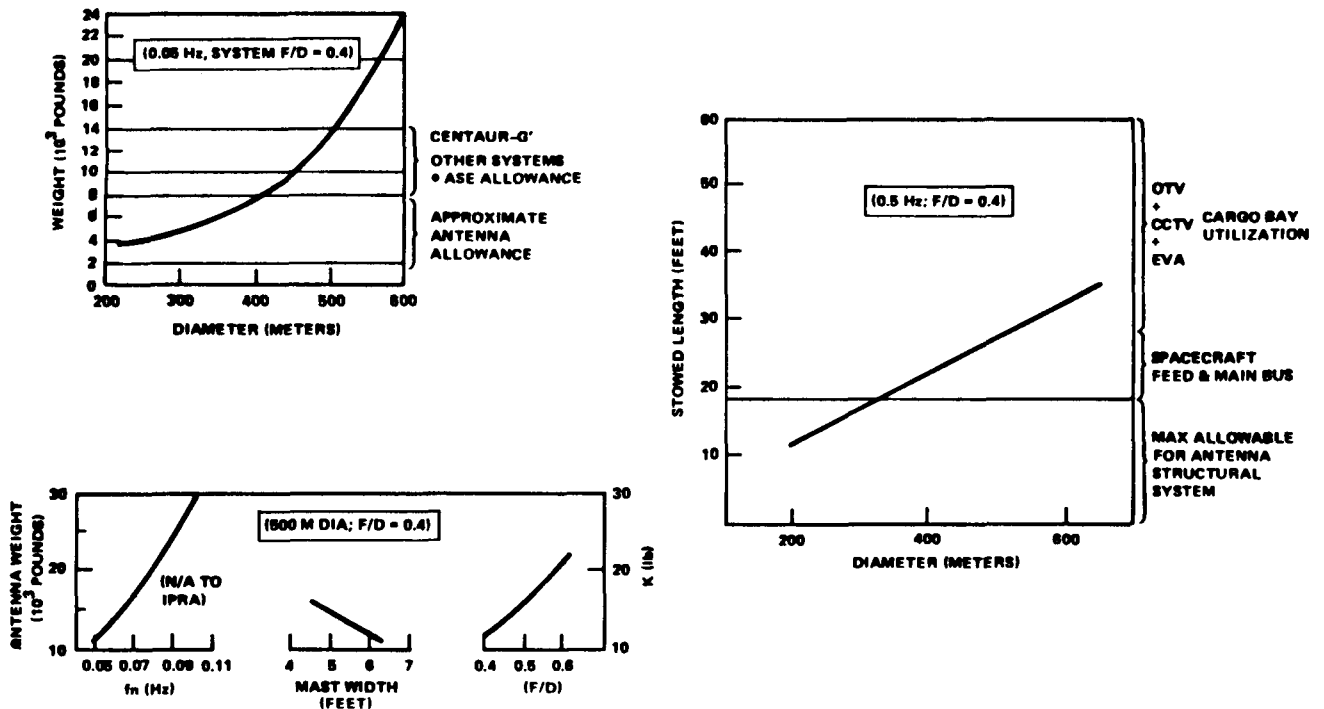 24
22
20
18
16
14
12
10
8
6
4
2
0
WEIGHT (10³ POUNDS)
(0.05 Hz, SYSTEM F/D = 0.4)
200 300 400 500 600
DIAMETER (METERS)
CENTAUR-G'
OTHER SYSTEMS
• ASE ALLOWANCE
APPROXIMATE
ANTENNA
ALLOWANCE
60
50
40
30
20
10
STOWED LENGTH (FEET)
(0.5 Hz; F/D = 0.4)
200 400 600
DIAMETER (METERS)
OTV
+
CCTV
+
EVA
CARGO BAY
UTILIZATION
SPACECRAFT
FEED & MAIN BUS
MAX ALLOWABLE
FOR ANTENNA
STRUCTURAL
SYSTEM
30
20
10
ANTENNA WEIGHT
(10³ POUNDS)
(500 M DIA; F/D = 0.4)
(N/A TO
IPRA)
30
20
10
K (lb)
0.05 0.07 0.09 0.11
fn (Hz)
4 5 6 7
MAST WIDTH
(FEET)
0.4 0.5 0.6
(F/D)